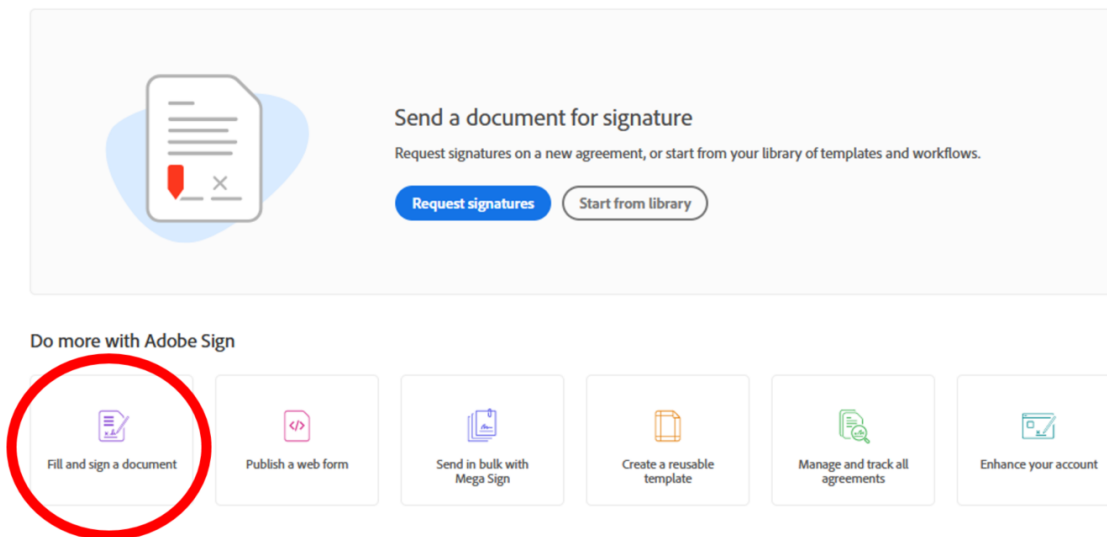 Send a document for signature
Request signatures on a new agreement, or start from your library of templates and workflows.
Request signatures
Start from library
Do more with Adobe Sign
Fill and sign a document
Publish a web form
Send in bulk with
Mega Sign
Create a reusable
template
Manage and track all
agreements
Enhance your account